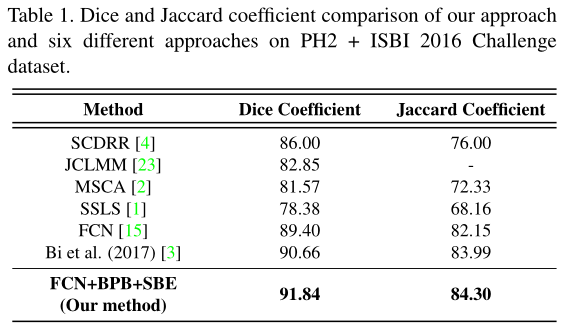 Table 1. Dice and Jaccard coefficient comparison of our approach
and six different approaches on PH2 + ISBI 2016 Challenge
dataset.
Method Dice Coefficient Jaccard Coefficient
SCDRR [4] 86.00 76.00
JCLMM [23] 82.85 -
MSCA [2] 81.57 72.33
SSLS [1] 78.38 68.16
FCN [15] 89.40 82.15
Bi et al. (2017) [3] 90.66 83.99
FCN+BPB+SBE
(Our method) 91.84 84.30